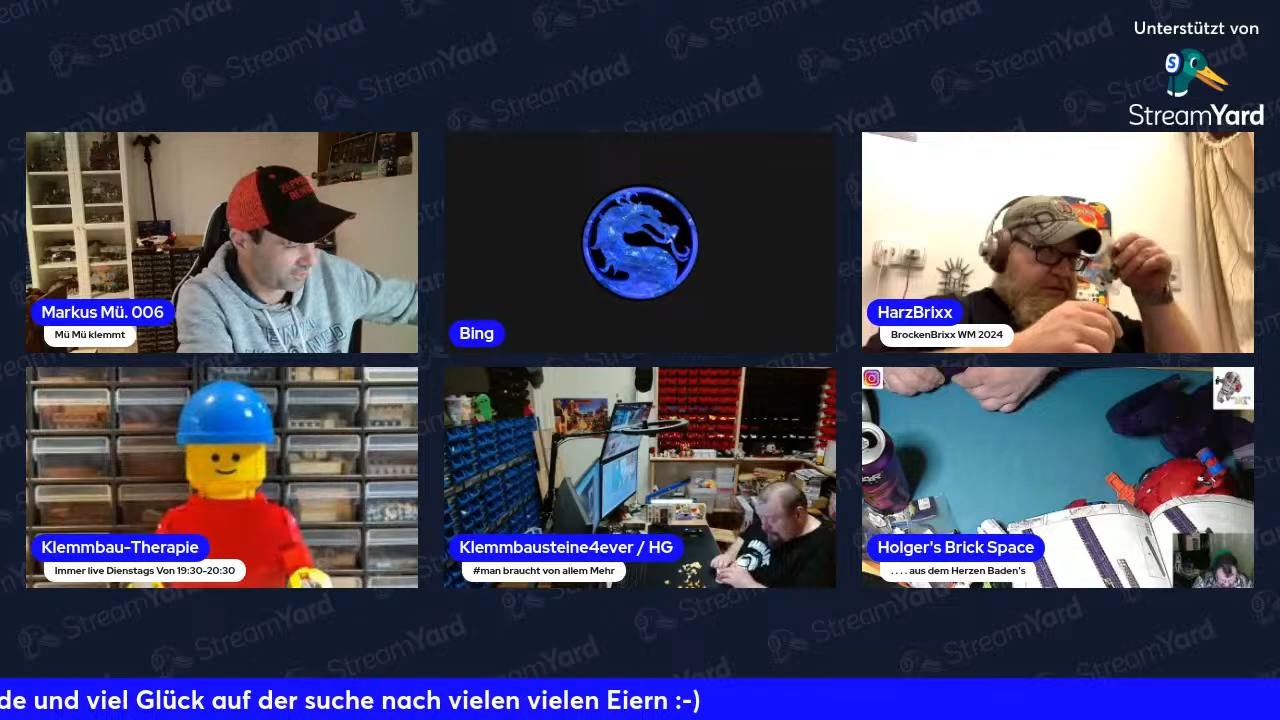 Unterstützt von
StreamYard
Markus Mü. 006
Mü Mü klemmt
Bing
HarzBrixx
BrockenBrixx WM 2024
Klemmbau-Therapie
Immer live Dienstags Von 19:30-20:30
Klemmbausteine4ever / HG
#man braucht von allem Mehr
Holger's Brick Space
. . . . aus dem Herzen Baden's
de und viel Glück auf der suche nach vielen vielen Eiern :-)